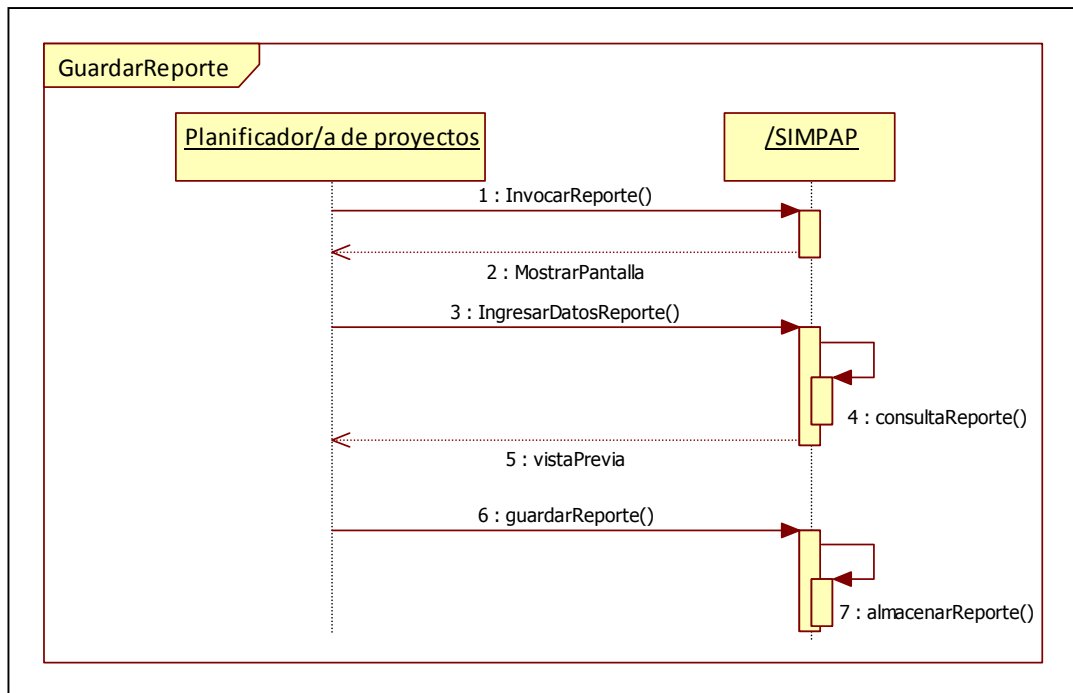 GuardarReporte
Planificador/a de proyectos
/SIMPAP
1 : InvocarReporte()
2 : MostrarPantalla
3 : IngresarDatosReporte()
4 : consultaReporte()
5 : vistaPrevia
6 : guardarReporte()
7 : almacenarReporte()